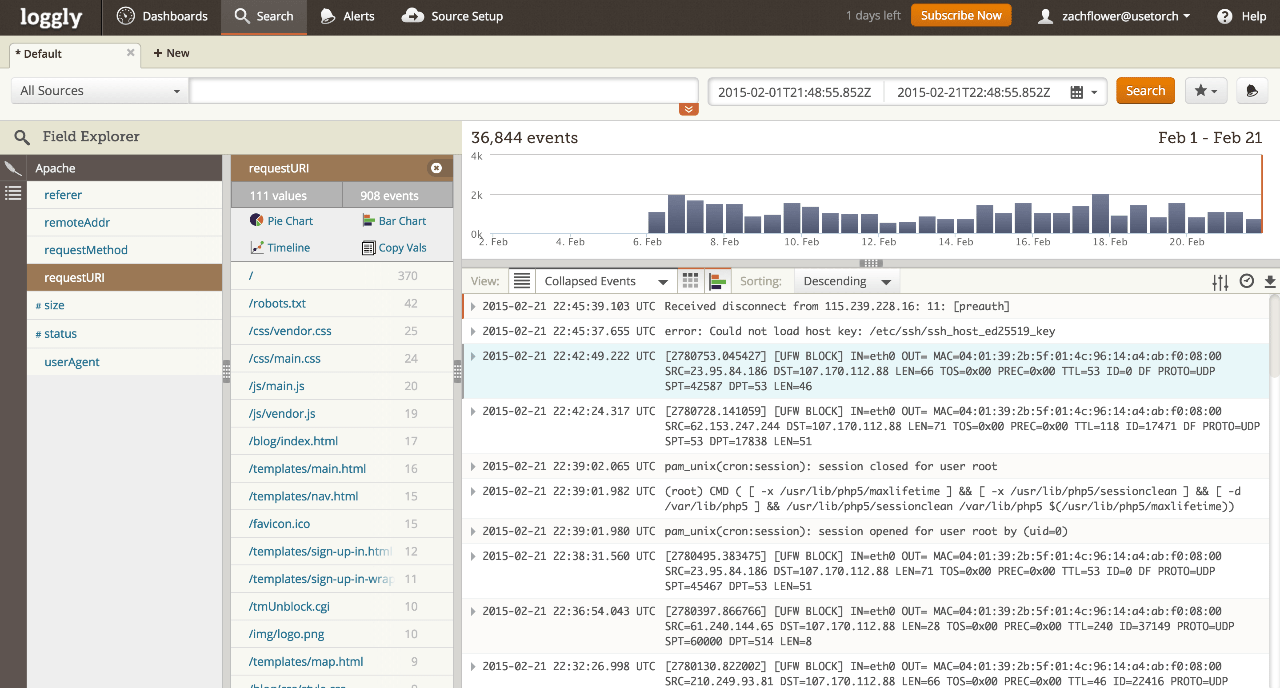 loggly
Dashboards
Search
Alerts
Source Setup
1 days left
Subscribe Now
zachflower@usetorch
Help
* Default
+ New
All Sources
2015-02-01T21:48:55.852Z
2015-02-21T22:48:55.852Z
Search
Field Explorer
Apache
referer
remoteAddr
requestMethod
requestURI
# size
# status
userAgent
requestURI
111 values
908 events
Pie Chart
Bar Chart
Timeline
Copy Vals
/ 370
/robots.txt 42
/css/vendor.css 25
/css/main.css 24
/js/main.js 20
/js/vendor.js 19
/blog/index.html 17
/templates/main.html 16
/templates/nav.html 15
/favicon.ico 15
/templates/sign-up-in.html 12
/templates/sign-up-in-wrap 11
/tmUnblock.cgi 10
/img/logo.png 10
/templates/map.html 9
36,844 events
Feb 1 - Feb 21
4k
2k
0k
2. Feb
4. Feb
6. Feb
8. Feb
10. Feb
12. Feb
14. Feb
16. Feb
18. Feb
20. Feb
View:
Collapsed Events
Sorting:
Descending
2015-02-21 22:45:39.103 UTC Received disconnect from 115.239.228.16: 11: [preauth]
2015-02-21 22:45:37.655 UTC error: Could not load host key: /etc/ssh/ssh_host_ed25519_key
2015-02-21 22:42:49.222 UTC [2780753.045427] [UFW BLOCK] IN=eth0 OUT= MAC=04:01:39:2b:5f:01:4c:96:14:a4:ab:f0:08:00
SRC=23.95.84.186 DST=107.170.112.88 LEN=66 TOS=0x00 PREC=0x00 TTL=53 ID=0 DF PROTO=UDP
SPT=42587 DPT=53 LEN=46
2015-02-21 22:42:24.317 UTC [2780728.141059] [UFW BLOCK] IN=eth0 OUT= MAC=04:01:39:2b:5f:01:4c:96:14:a4:ab:f0:08:00
SRC=62.153.247.244 DST=107.170.112.88 LEN=71 TOS=0x00 PREC=0x00 TTL=118 ID=17471 DF PROTO=UDP
SPT=53 DPT=17838 LEN=51
2015-02-21 22:39:02.065 UTC pam_unix(cron:session): session closed for user root
2015-02-21 22:39:01.982 UTC (root) CMD ( [ -x /usr/lib/php5/maxlifetime ] && [ -x /usr/lib/php5/sessionclean ] && [ -d
/var/lib/php5 ] && /usr/lib/php5/sessionclean /var/lib/php5 $(/usr/lib/php5/maxlifetime))
2015-02-21 22:39:01.980 UTC pam_unix(cron:session): session opened for user root by (uid=0)
2015-02-21 22:38:31.560 UTC [2780495.383475] [UFW BLOCK] IN=eth0 OUT= MAC=04:01:39:2b:5f:01:4c:96:14:a4:ab:f0:08:00
SRC=23.95.84.186 DST=107.170.112.88 LEN=71 TOS=0x00 PREC=0x00 TTL=53 ID=0 DF PROTO=UDP
SPT=45467 DPT=53 LEN=51
2015-02-21 22:36:54.043 UTC [2780397.866766] [UFW BLOCK] IN=eth0 OUT= MAC=04:01:39:2b:5f:01:4c:96:14:a4:ab:f0:08:00
SRC=61.240.144.65 DST=107.170.112.88 LEN=28 TOS=0x00 PREC=0x00 TTL=240 ID=37149 PROTO=UDP
SPT=60000 DPT=514 LEN=8
2015-02-21 22:32:26.998 UTC [2780130.822002] [UFW BLOCK] IN=eth0 OUT= MAC=04:01:39:2b:5f:01:4c:96:14:a4:ab:f0:08:00
SRC=210.249.93.81 DST=107.170.112.88 LEN=66 TOS=0x00 PREC=0x00 TTL=46 ID=22416 PROTO=UDP